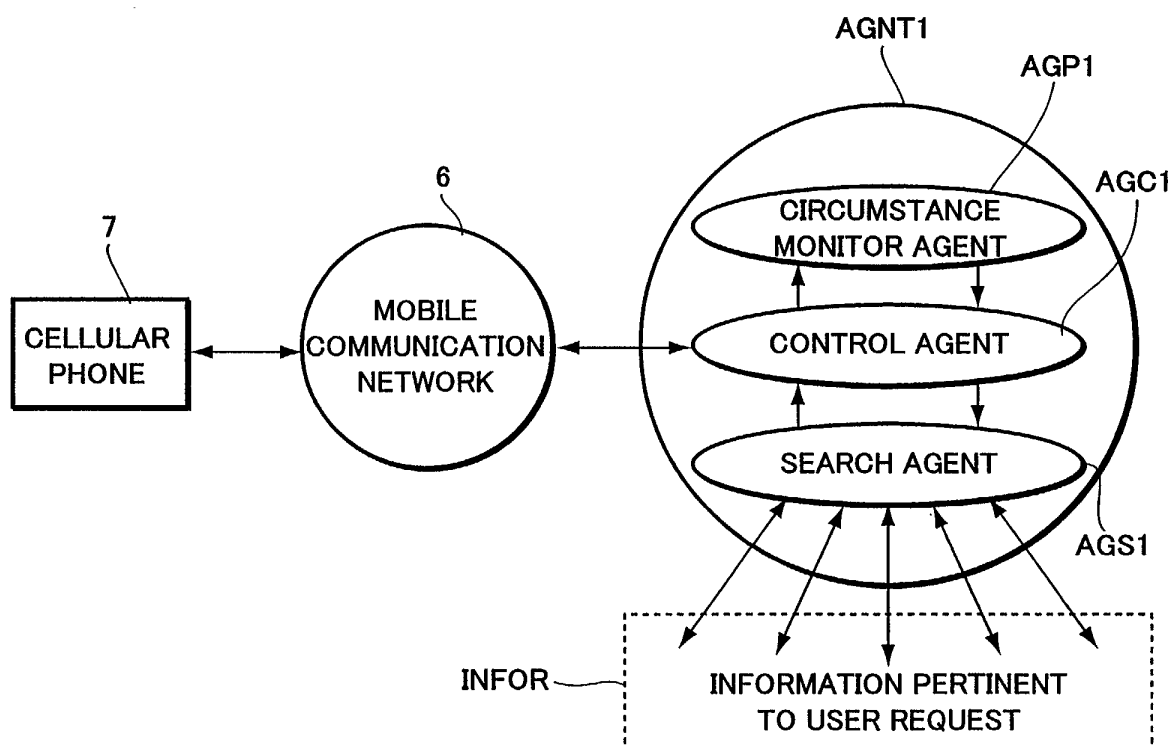 AGNT1
AGP1
AGC1
6
7
CIRCUMSTANCE
MONITOR AGENT
CELLULAR
PHONE
MOBILE
COMMUNICATION
NETWORK
CONTROL AGENT
SEARCH AGENT
AGS1
INFOR
INFORMATION PERTINENT
TO USER REQUEST